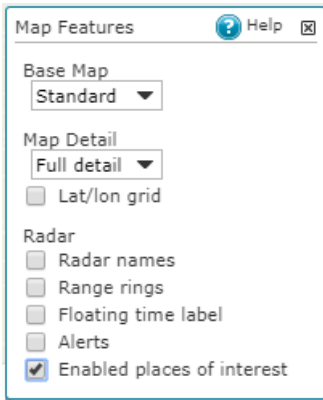 Map Features Help
Base Map
Standard
Map Detail
Full detail
Lat/lon grid
Radar
Radar names
Range rings
Floating time label
Alerts
Enabled places of interest